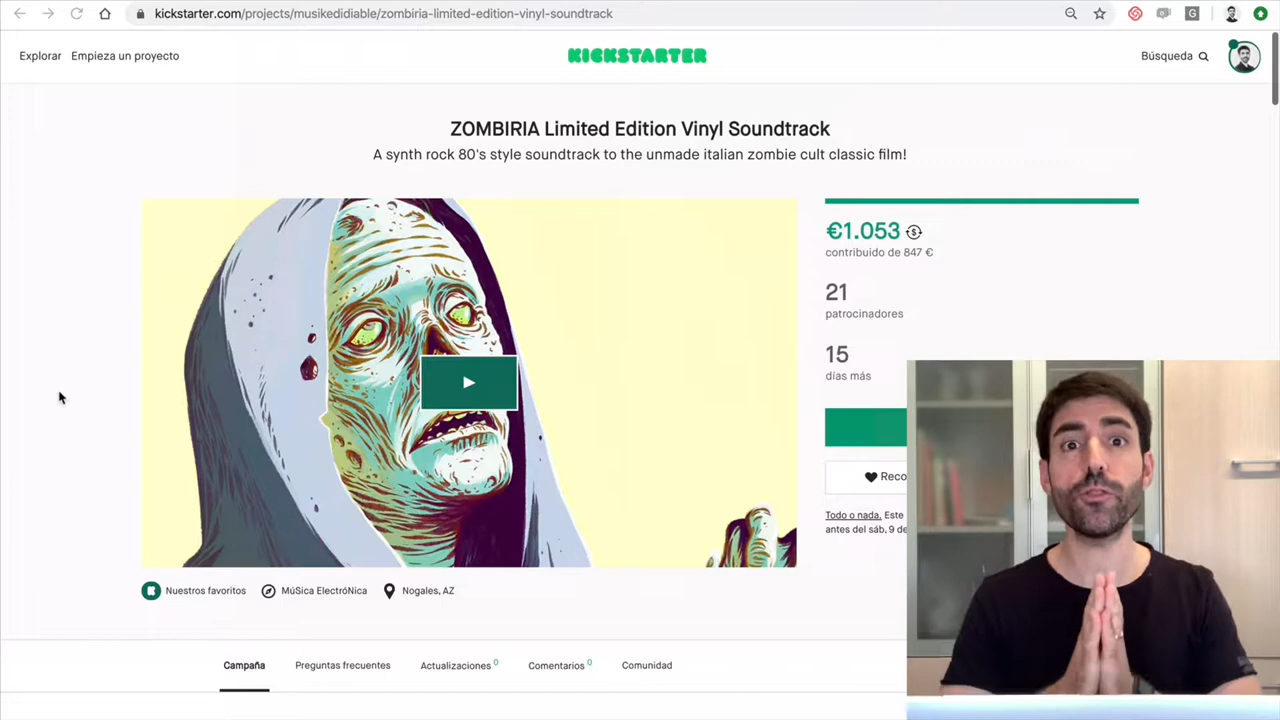 kickstarter.com/projects/musikedidiable/zombiria-limited-edition-vinyl-soundtrack
Explorar Empieza un proyecto KICKSTARTER Búsqueda
ZOMBIRIA Limited Edition Vinyl Soundtrack
A synth rock 80's style soundtrack to the unmade italian zombie cult classic film!
€1.053
contribuido de 847 €
21
patrocinadores
15
días más
Reco
Todo o nada. Este
antes del sáb, 9 de
Nuestros favoritos MúSica ElectróNica Nogales, AZ
Campaña Preguntas frecuentes Actualizaciones 0 Comentarios 0 Comunidad